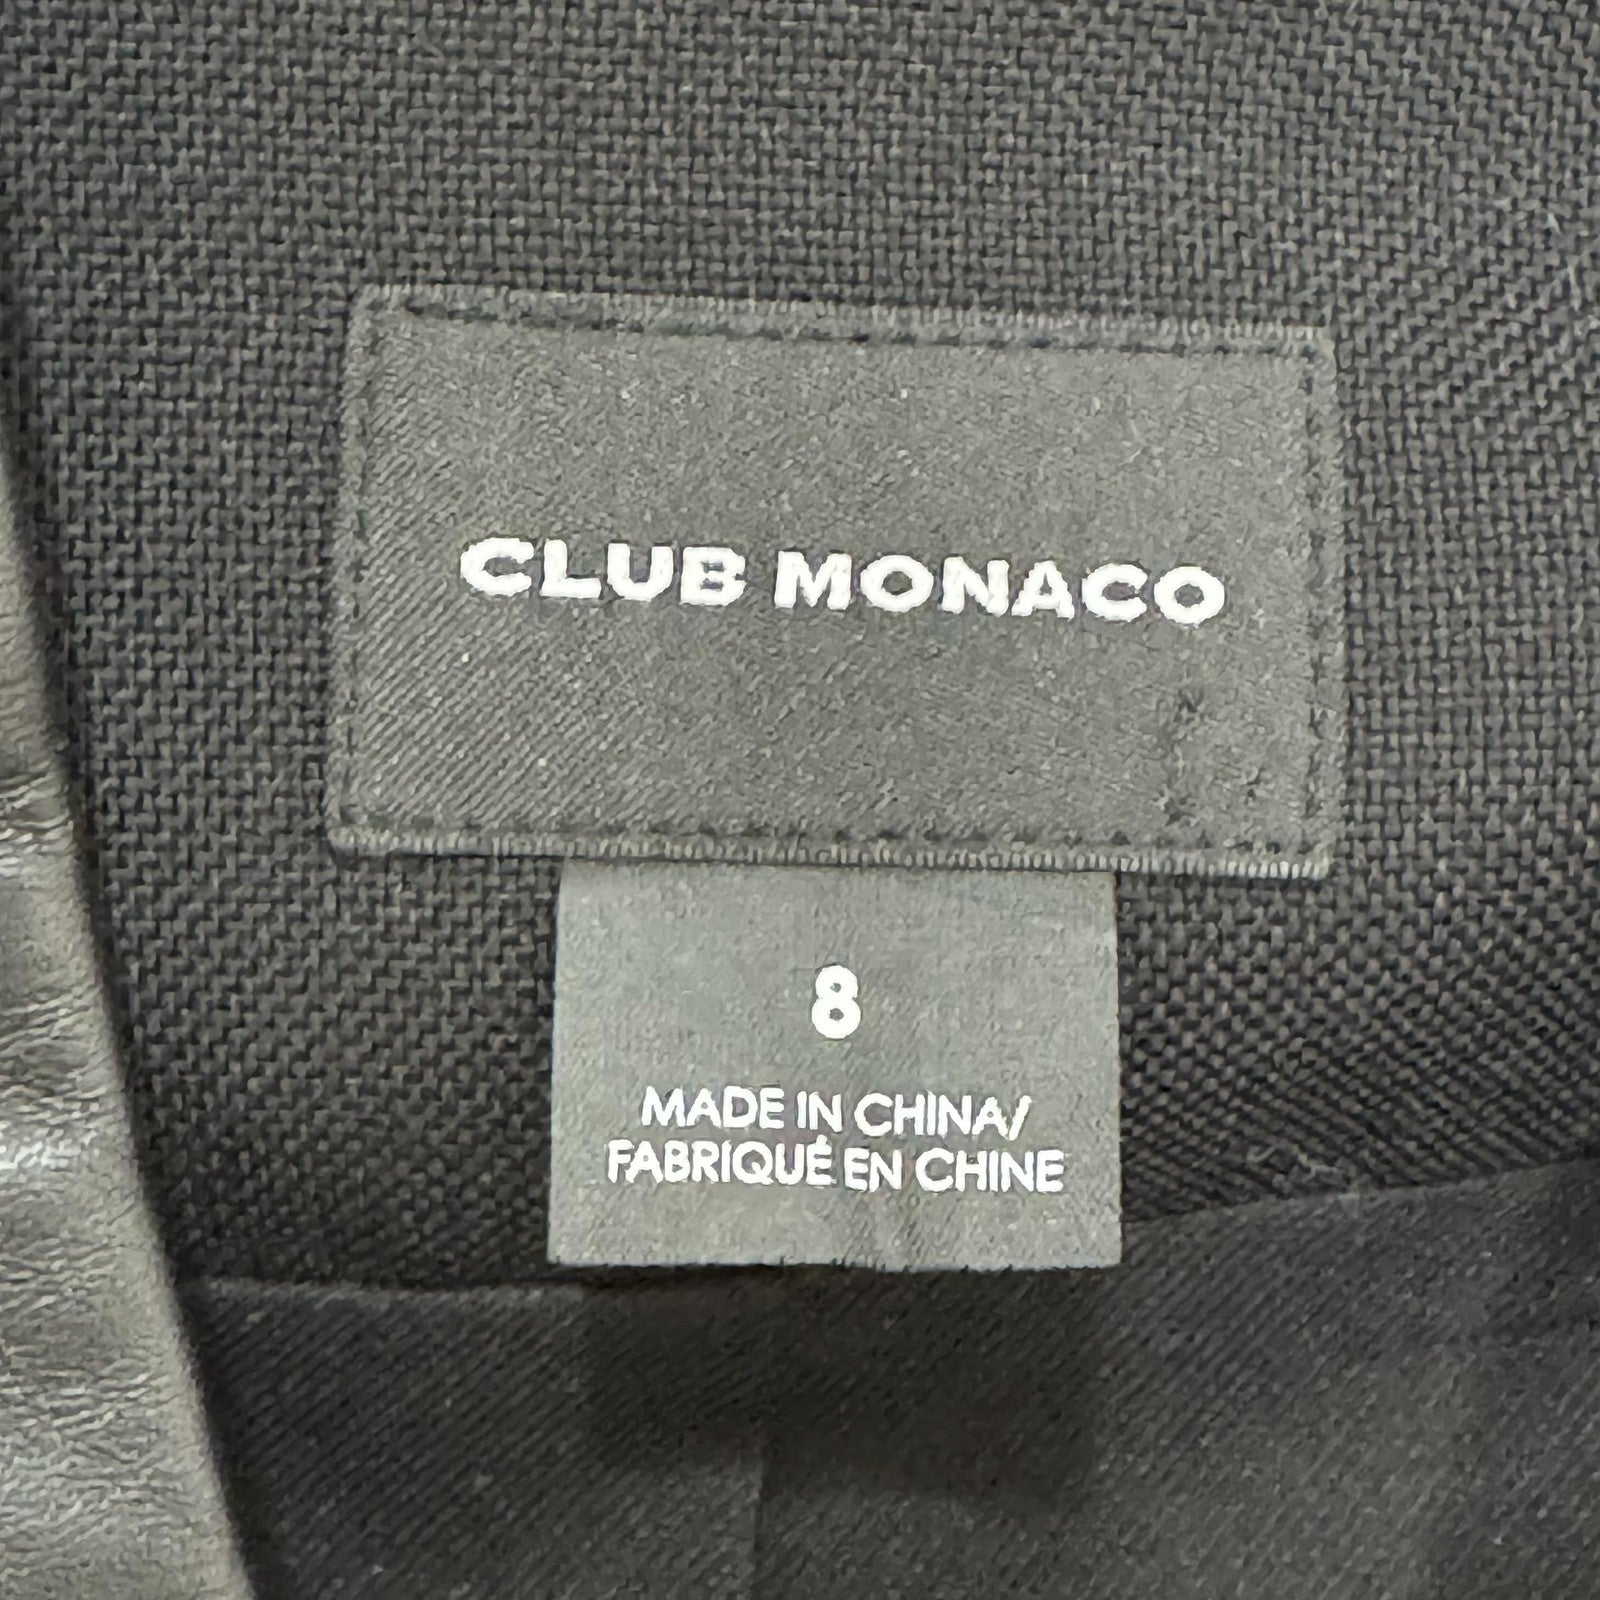 CLUB MONACO
8
MADE IN CHINA/
FABRIQUÉ EN CHINE